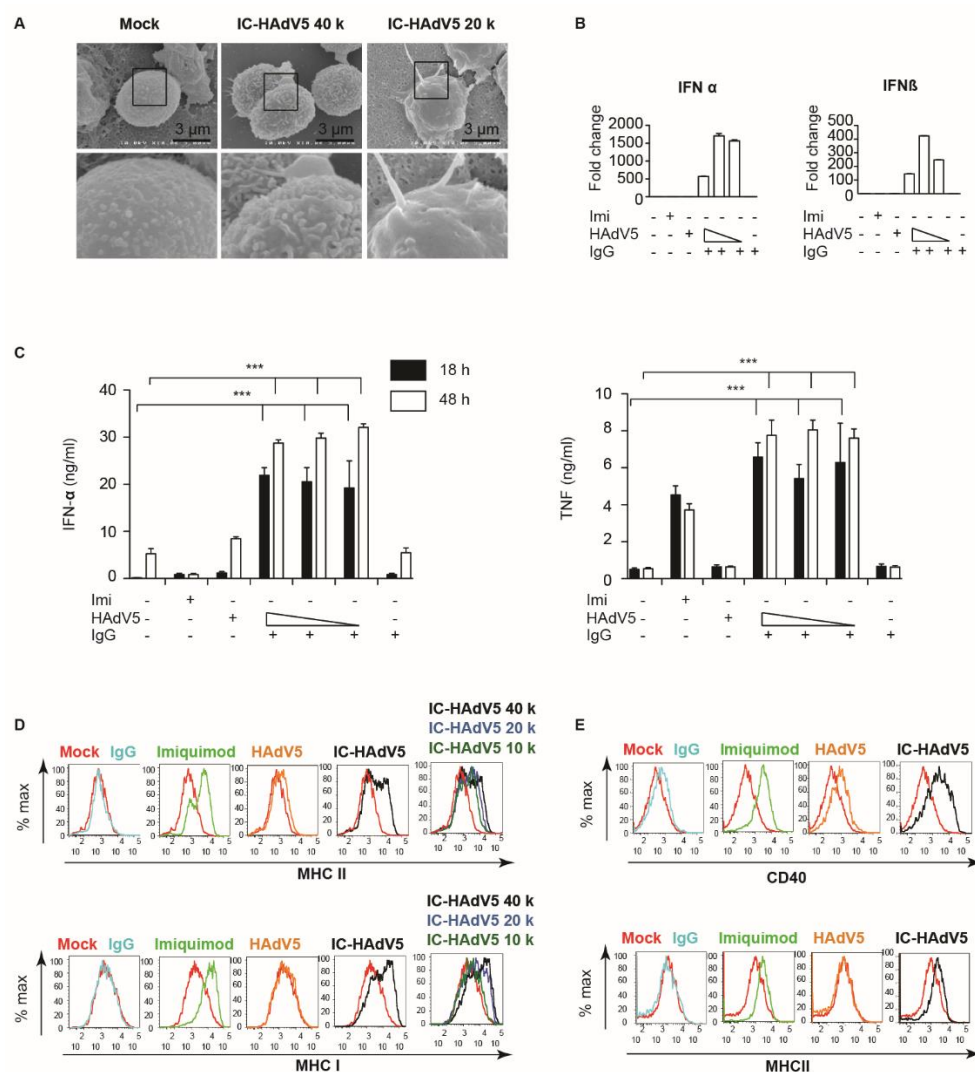 A
Mock IC-HAdV5 40 k IC-HAdV5 20 k
3 µm 3 µm 3 µm
B
IFN α
Fold change
2000
1500
1000
500
0
Imi - + - - - - -
HAdV5 - - + -
IgG - - - + + + +
IFNß
Fold change
500
400
300
200
100
0
Imi - + - - - - -
HAdV5 - - + -
IgG - - - + + + +
C
***
***
18 h
48 h
IFN-α (ng/ml)
40
30
20
10
0
Imi - + - - - - -
HAdV5 - - + -
IgG - - - + + + +
***
***
TNF (ng/ml)
10
8
6
4
2
0
Imi - + - - - - -
HAdV5 - - + -
IgG - - - + + + +
D
IC-HAdV5 40 k
IC-HAdV5 20 k
IC-HAdV5 10 k
Mock IgG Imiquimod HAdV5 IC-HAdV5
% max
MHC II
IC-HAdV5 40 k
IC-HAdV5 20 k
IC-HAdV5 10 k
Mock IgG Imiquimod HAdV5 IC-HAdV5
% max
MHC I
E
Mock IgG Imiquimod HAdV5 IC-HAdV5
% max
CD40
Mock IgG Imiquimod HAdV5 IC-HAdV5
% max
MHCII